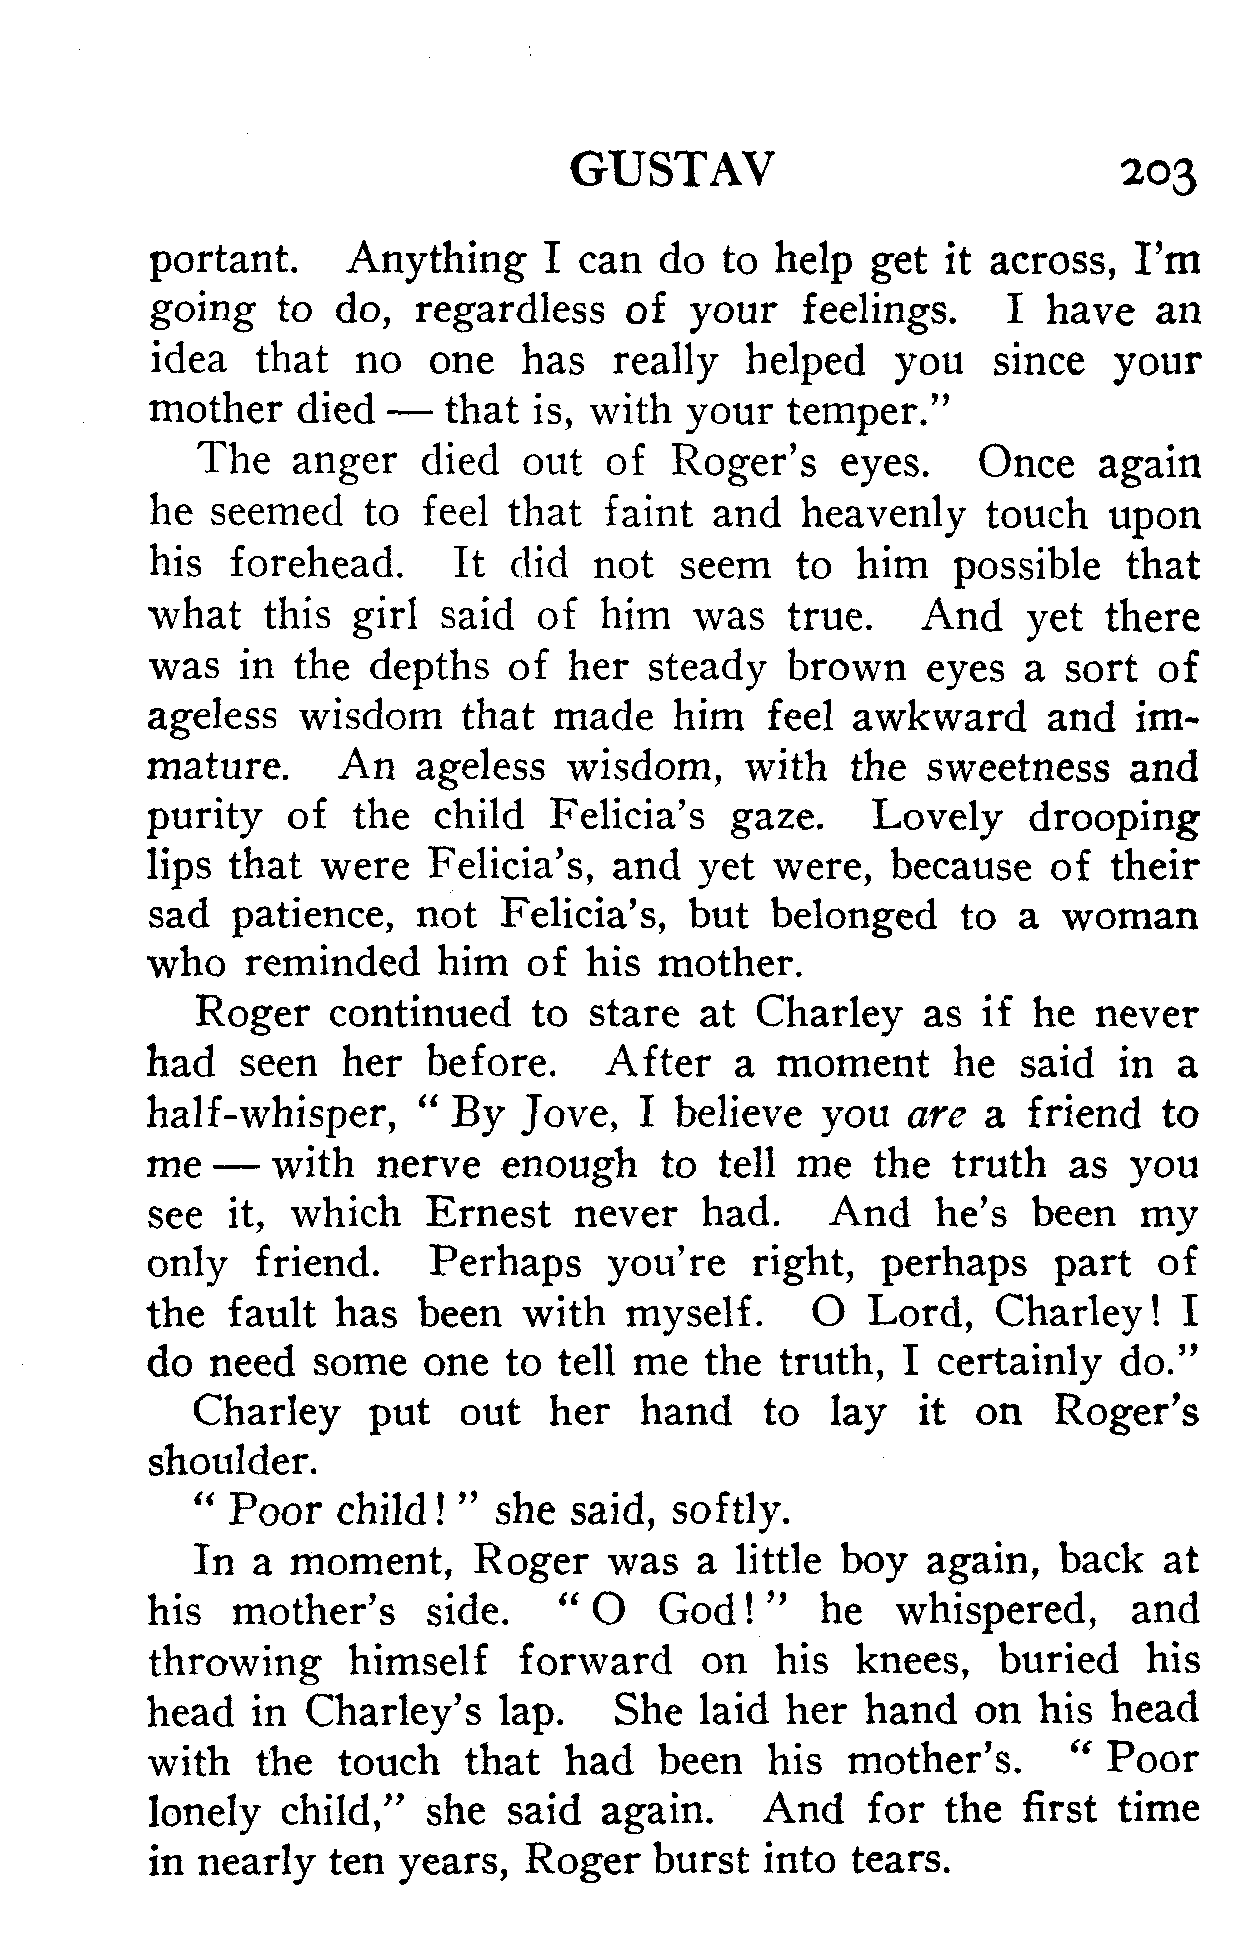 GUSTAV 203
portant. Anything I can do to help get it across, I'm
going to do, regardless of your feelings. I have an
idea that no one has really helped you since your
mother died — that is, with your temper."
The anger died out of Roger's eyes. Once again
he seemed to feel that faint and heavenly touch upon
his forehead. It did not seem to him possible that
what this girl said of him was true. And yet there
was in the depths of her steady brown eyes a sort of
ageless wisdom that made him feel awkward and im-
mature. An ageless wisdom, with the sweetness and
purity of the child Felicia's gaze. Lovely drooping
lips that were Felicia's, and yet were, because of their
sad patience, not Felicia's, but belonged to a woman
who reminded him of his mother.
Roger continued to stare at Charley as if he never
had seen her before. After a moment he said in a
half-whisper, " By Jove, I believe you are a friend to
me — with nerve enough to tell me the truth as you
see it, which Ernest never had. And he's been my
only friend. Perhaps you're right, perhaps part of
the fault has been with myself. O Lord, Charley! I
do need some one to tell me the truth, I certainly do."
Charley put out her hand to lay it on Roger's
shoulder.
" Poor child! " she said, softly.
In a moment, Roger was a little boy again, back at
his mother's side. " O God! " he whispered, and
throwing himself forward on his knees, buried his
head in Charley's lap. She laid her hand on his head
with the touch that had been his mother's. " Poor
lonely child," she said again. And for the first time
in nearly ten years, Roger burst into tears.